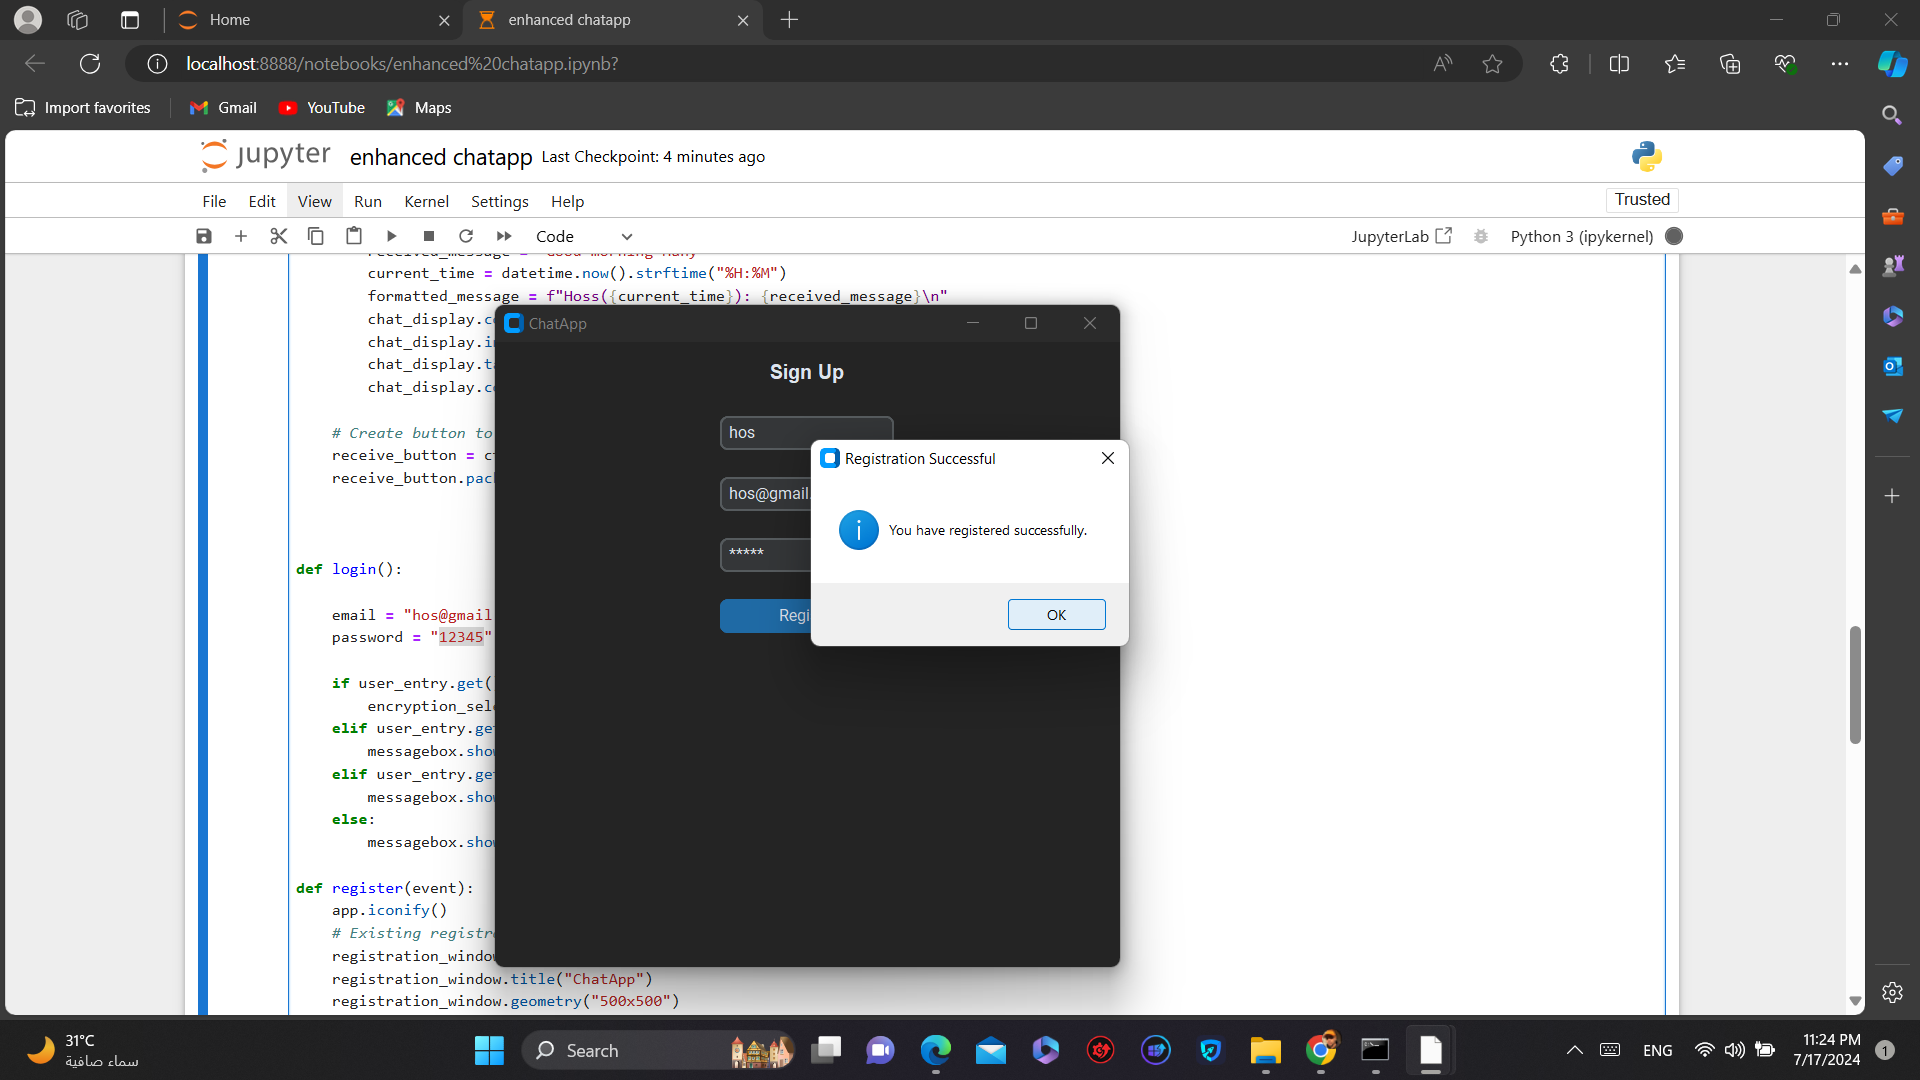 Home
enhanced chatapp
localhost:8888/notebooks/enhanced%20chatapp.ipynb?
Import favorites
Gmail
YouTube
Maps
jupyter
enhanced chatapp
Last Checkpoint: 4 minutes ago
File
Edit
View
Run
Kernel
Settings
Help
Trusted
Code
JupyterLab
Python 3 (ipykernel)
current_time = datetime.now().strftime("%H:%M")
formatted_message = f"Hoss({current_time}): {received_message}\n"
chat_display.c
chat_display.i
chat_display.t
chat_display.c
# Create button to
receive_button = c
receive_button.pac
def login():
email = "hos@gmail
password = "12345"
if user_entry.get(
encryption_sel
elif user_entry.ge
messagebox.sho
elif user_entry.ge
messagebox.sho
else:
messagebox.sho
def register(event):
app.iconify()
# Existing registr
registration_windo
registration_window.title("ChatApp")
registration_window.geometry("500x500")
ChatApp
Sign Up
hos
hos@gmail.
*****
Regi
Registration Successful
You have registered successfully.
OK
31°C
سماء صافية
Search
ENG
11:24 PM
7/17/2024
1